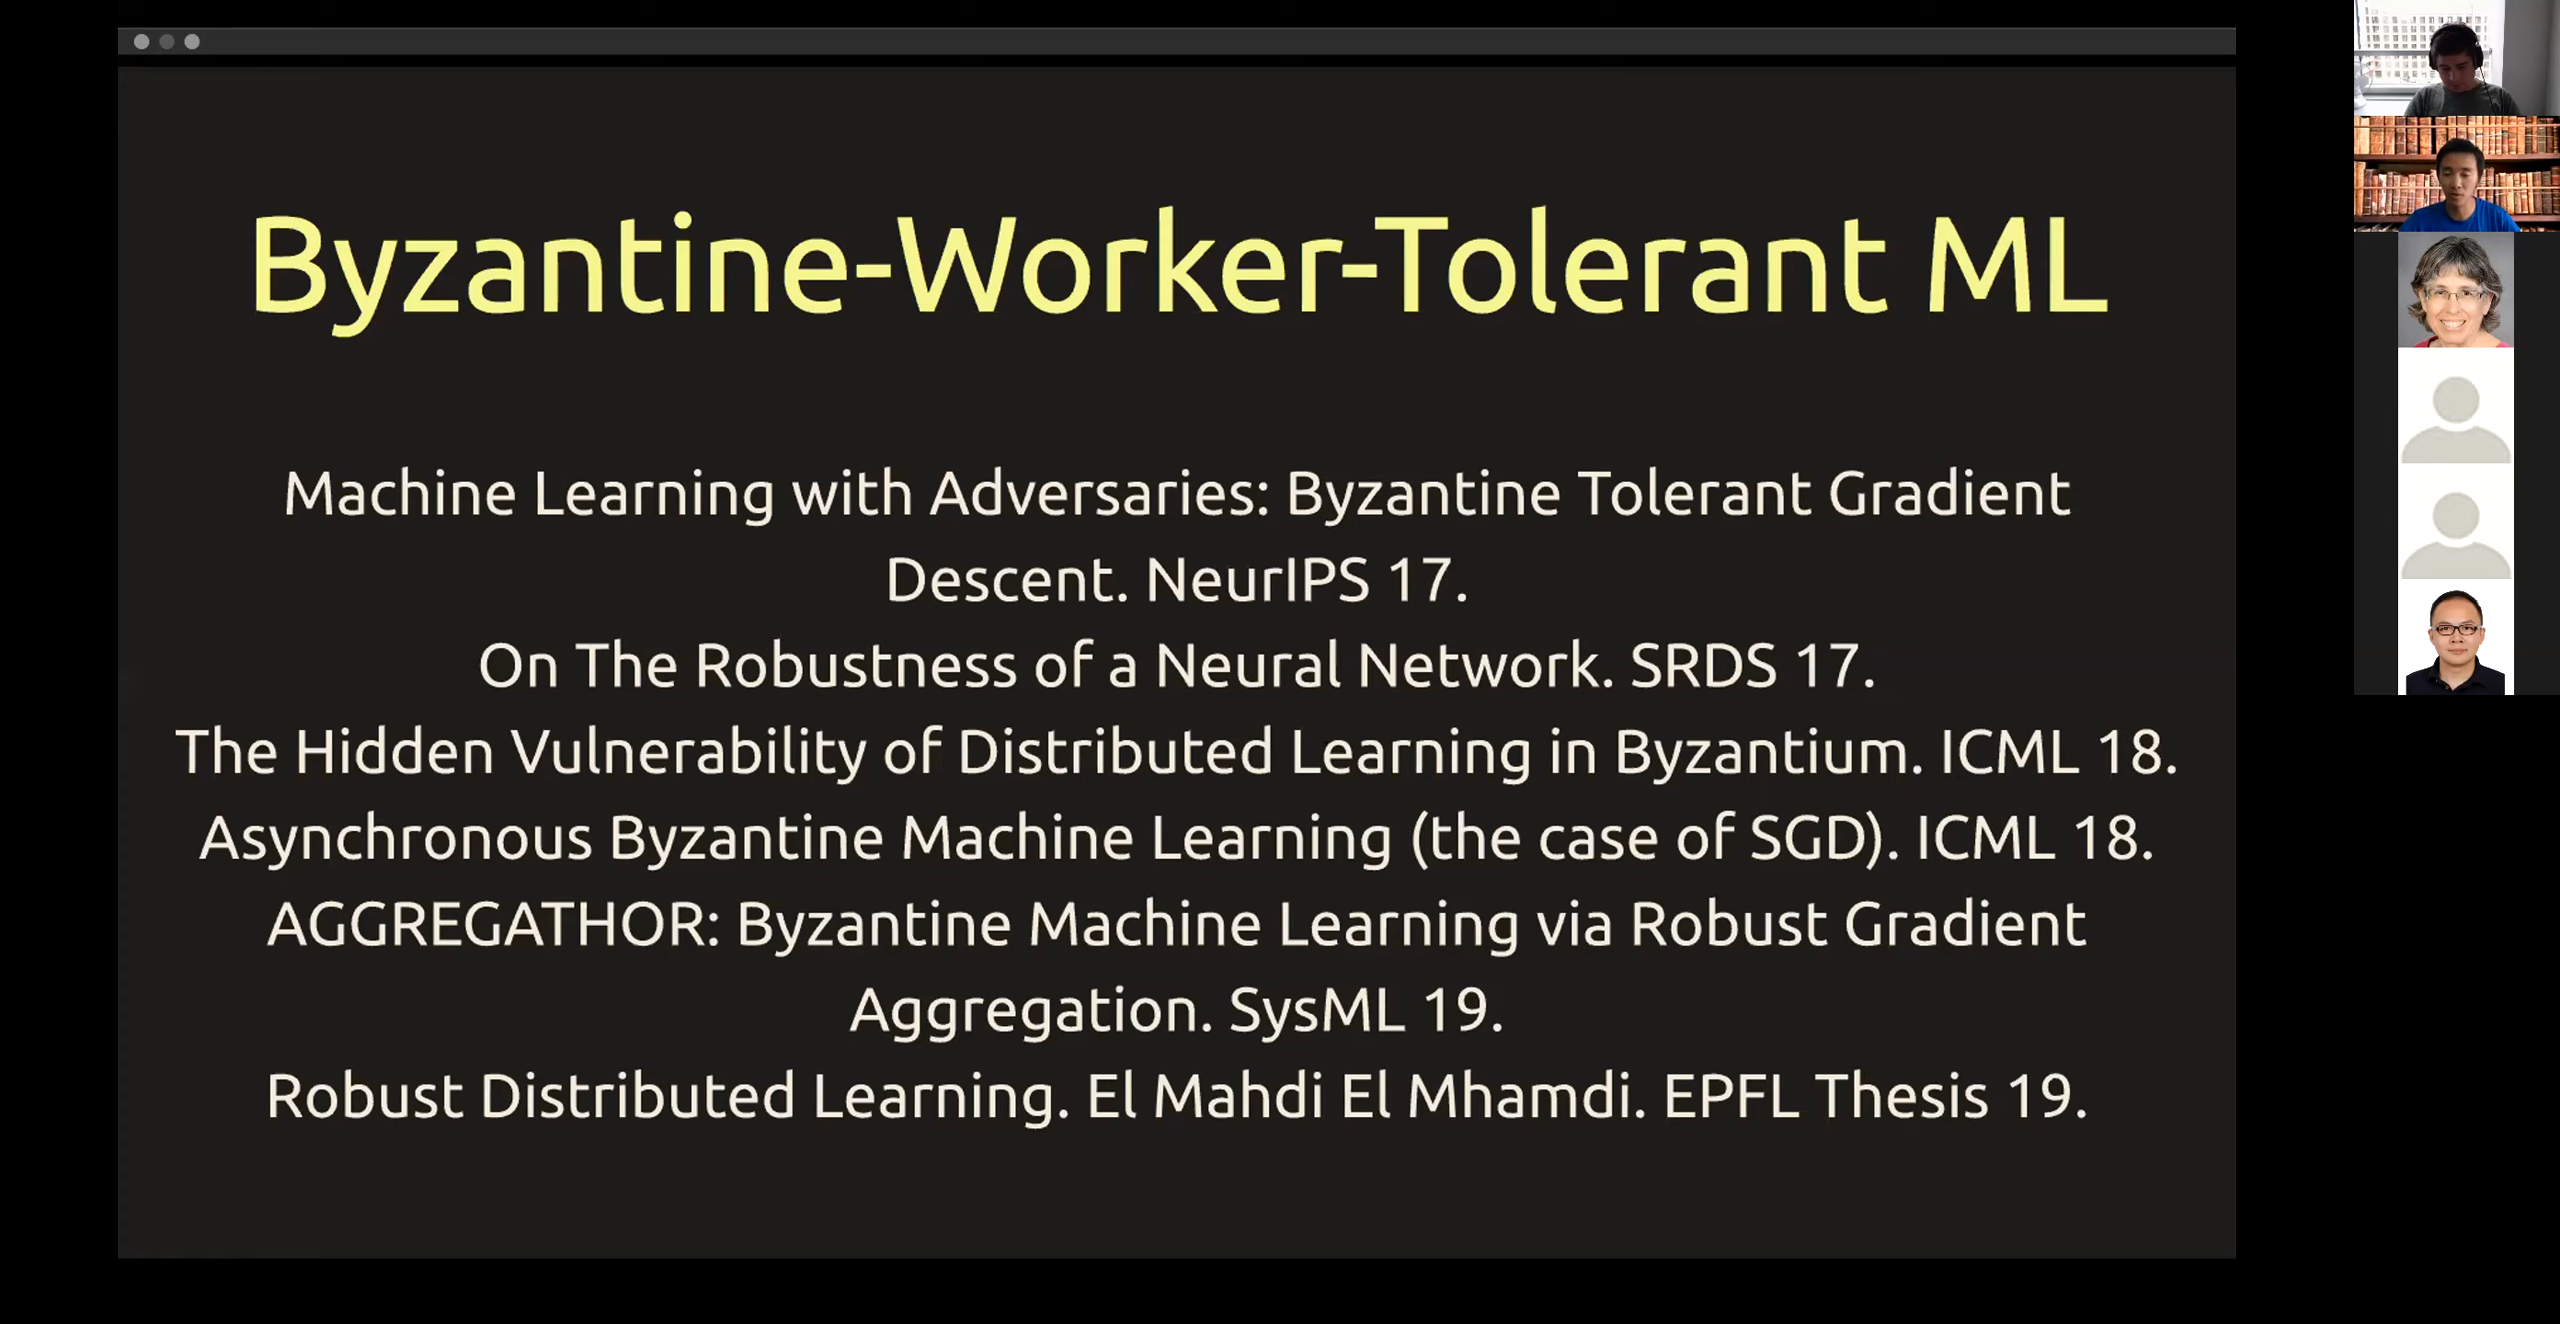 Byzantine-Worker-Tolerant ML
Machine Learning with Adversaries: Byzantine Tolerant Gradient
Descent. NeurIPS 17.
On The Robustness of a Neural Network. SRDS 17.
The Hidden Vulnerability of Distributed Learning in Byzantium. ICML 18.
Asynchronous Byzantine Machine Learning (the case of SGD). ICML 18.
AGGREGATHOR: Byzantine Machine Learning via Robust Gradient
Aggregation. SysML 19.
Robust Distributed Learning. El Mahdi El Mhamdi. EPFL Thesis 19.